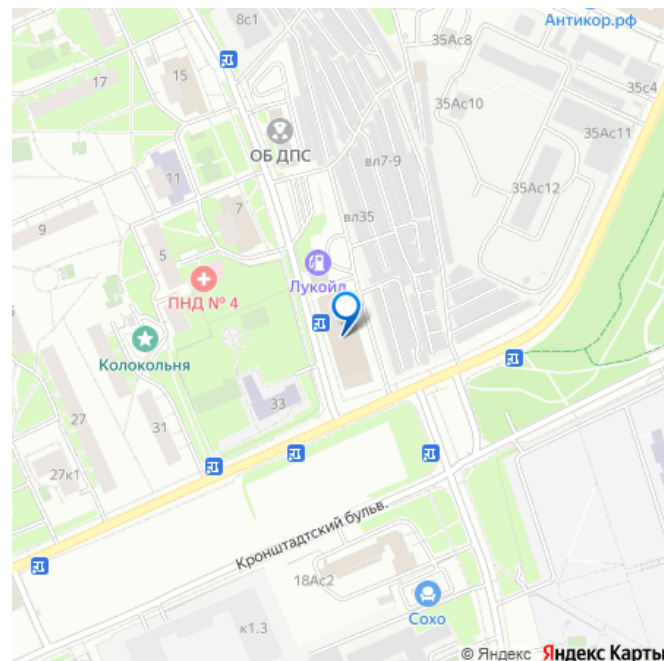 8с1
Антикор.рф
35Ас8
17
15
35с4
35Ас10
ОБ ДПС
35Ас11
вл7-9
11
35Ас12
7
вл35
9
5
Лукойл
ПНД № 4
Колокольня
33
27
31
27к1
Кронштадтский бульв.
18Ас2
Сохо
к1.3
© Яндекс Яндекс Карты